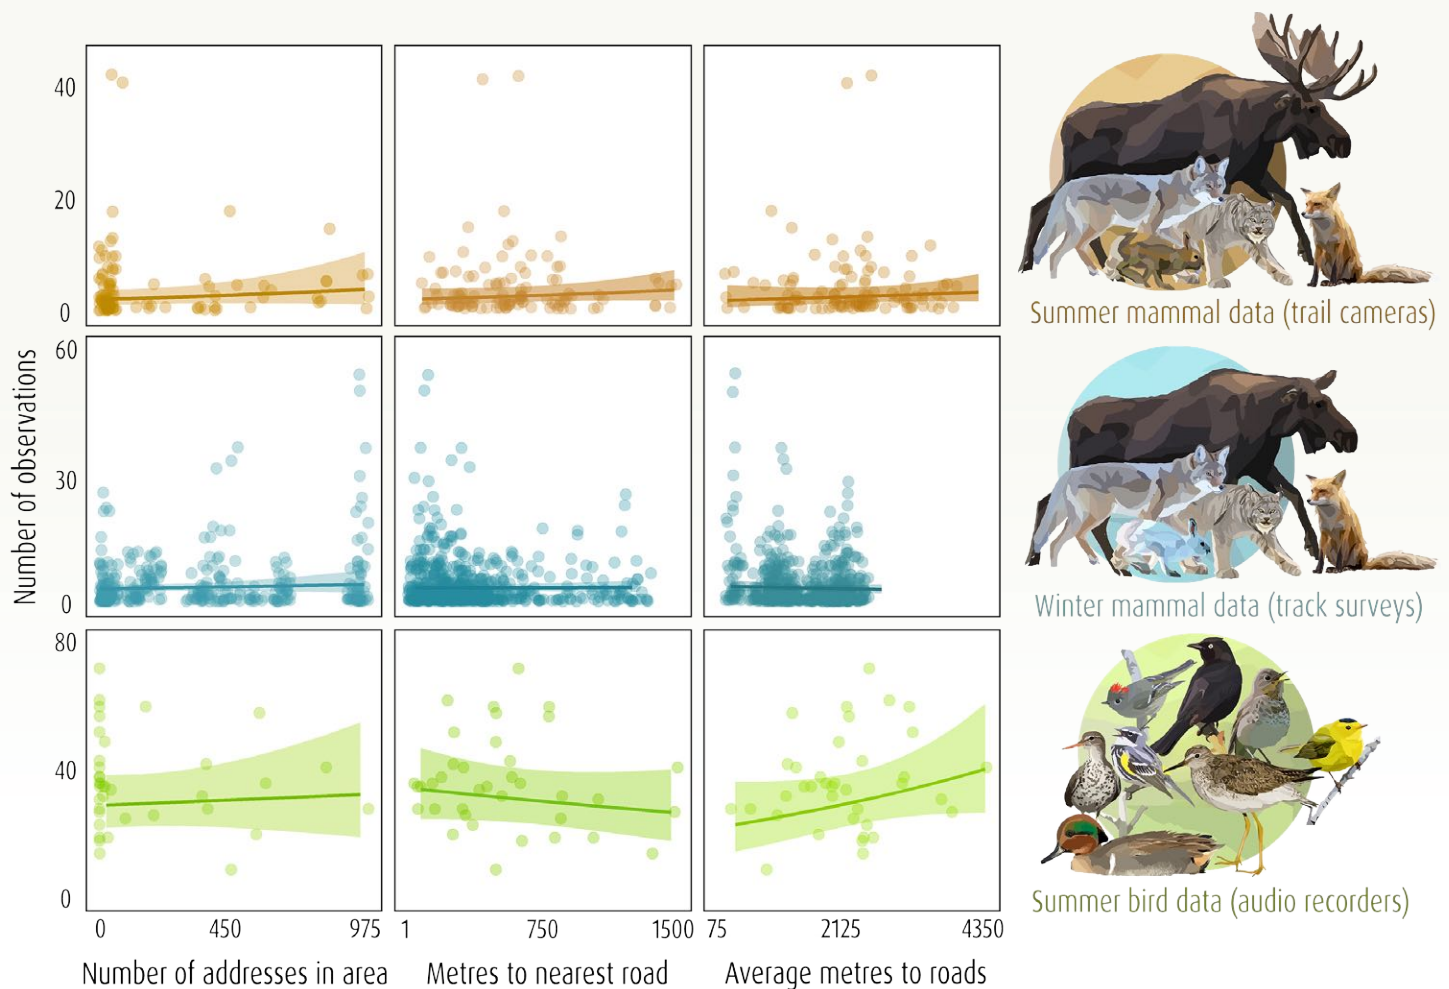 40
20
0
Summer mammal data (trail cameras)
60
30
0
Number of observations
Winter mammal data (track surveys)
80
40
0
Summer bird data (audio recorders)
0 450 975 1 750 1500 75 2125 4350
Number of addresses in area Metres to nearest road Average metres to roads